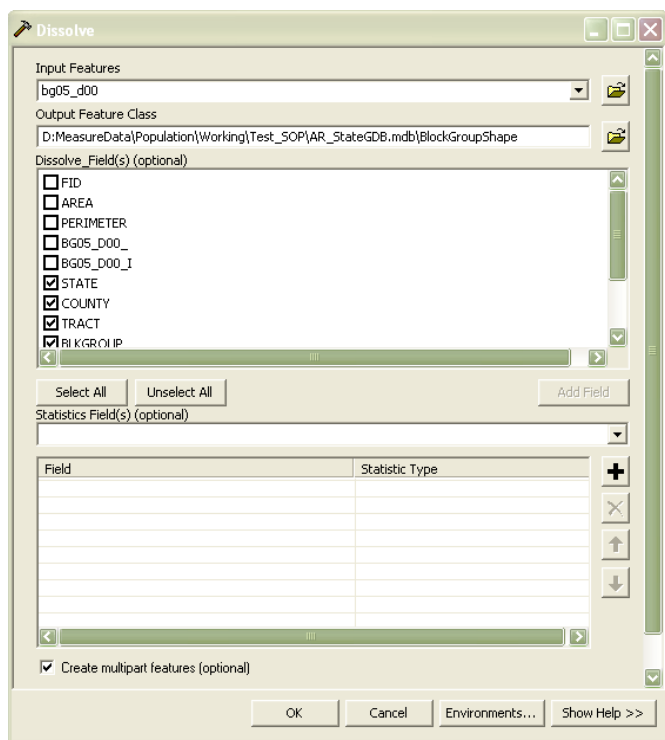 Dissolve
Input Features
bg05_d00
Output Feature Class
D:MeasureData\Population\Working\Test_SOP\AR_StateGDB.mdb\BlockGroupShape
Dissolve_Field(s) (optional)
FID
AREA
PERIMETER
BG05_D00_
BG05_D00_I
STATE
COUNTY
TRACT
BLKGROUP
Select All Unselect All Add Field
Statistics Field(s) (optional)
Field Statistic Type
Create multipart features (optional)
OK Cancel Environments... Show Help >>